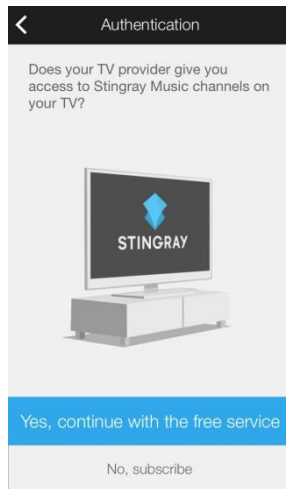 Authentication
Does your TV provider give you
access to Stingray Music channels on
your TV?
STINGRAY
Yes, continue with the free service
No, subscribe